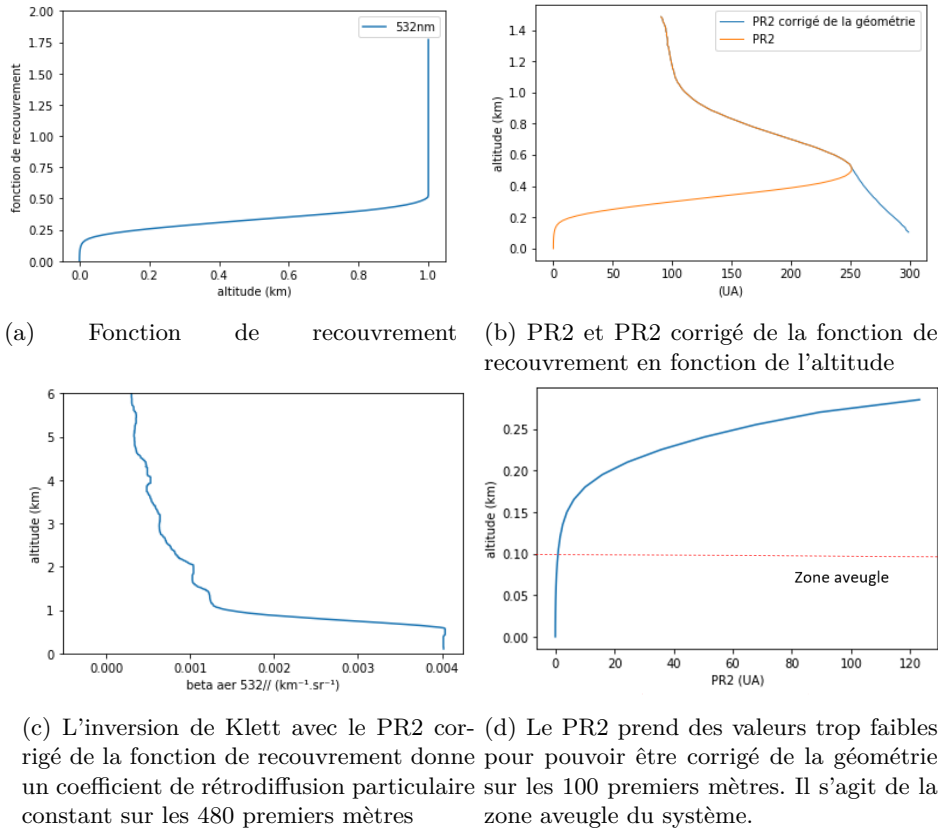 2.00
1.75
1.50
1.25
1.00
0.75
0.50
0.25
0.00
fonction de recouvrement
532nm
0.0 0.2 0.4 0.6 0.8 1.0
altitude (km)
(a) Fonction de recouvrement
1.4
1.2
1.0
0.8
0.6
0.4
0.2
0.0
altitude (km)
PR2 corrigé de la géométrie
PR2
0 50 100 150 200 250 300
(UA)
(b) PR2 et PR2 corrigé de la fonction de
recouvrement en fonction de l'altitude
6
5
4
3
2
1
0
altitude (km)
0.000 0.001 0.002 0.003 0.004
beta aer 532// (km⁻¹.sr⁻¹)
(c) L'inversion de Klett avec le PR2 cor-
rigé de la fonction de recouvrement donne
un coefficient de rétrodiffusion particulaire
constant sur les 480 premiers mètres
0.25
0.20
0.15
0.10
0.05
0.00
altitude (km)
Zone aveugle
0 20 40 60 80 100 120
PR2 (UA)
(d) Le PR2 prend des valeurs trop faibles
pour pouvoir être corrigé de la géométrie
sur les 100 premiers mètres. Il s'agit de la
zone aveugle du système.